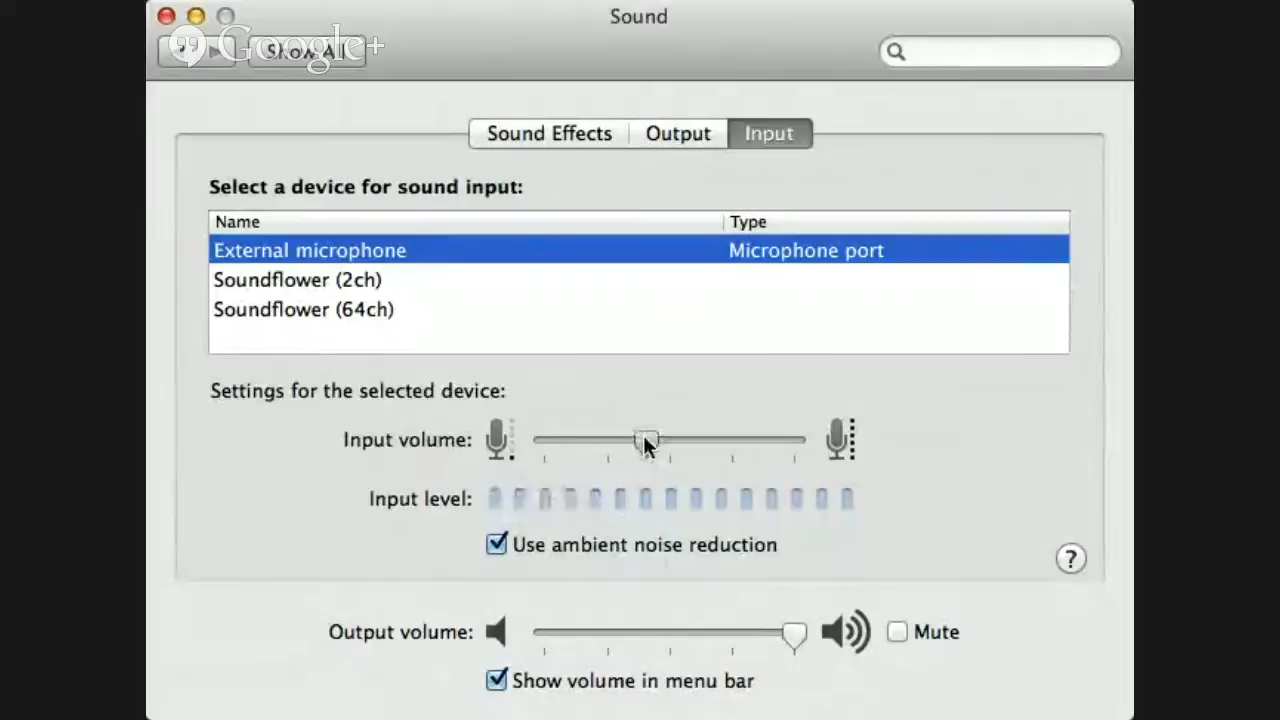 Sound
Google+
Show All
Sound Effects Output Input
Select a device for sound input:
Name Type
External microphone Microphone port
Soundflower (2ch)
Soundflower (64ch)
Settings for the selected device:
Input volume:
Input level:
Use ambient noise reduction
?
Output volume: Mute
Show volume in menu bar